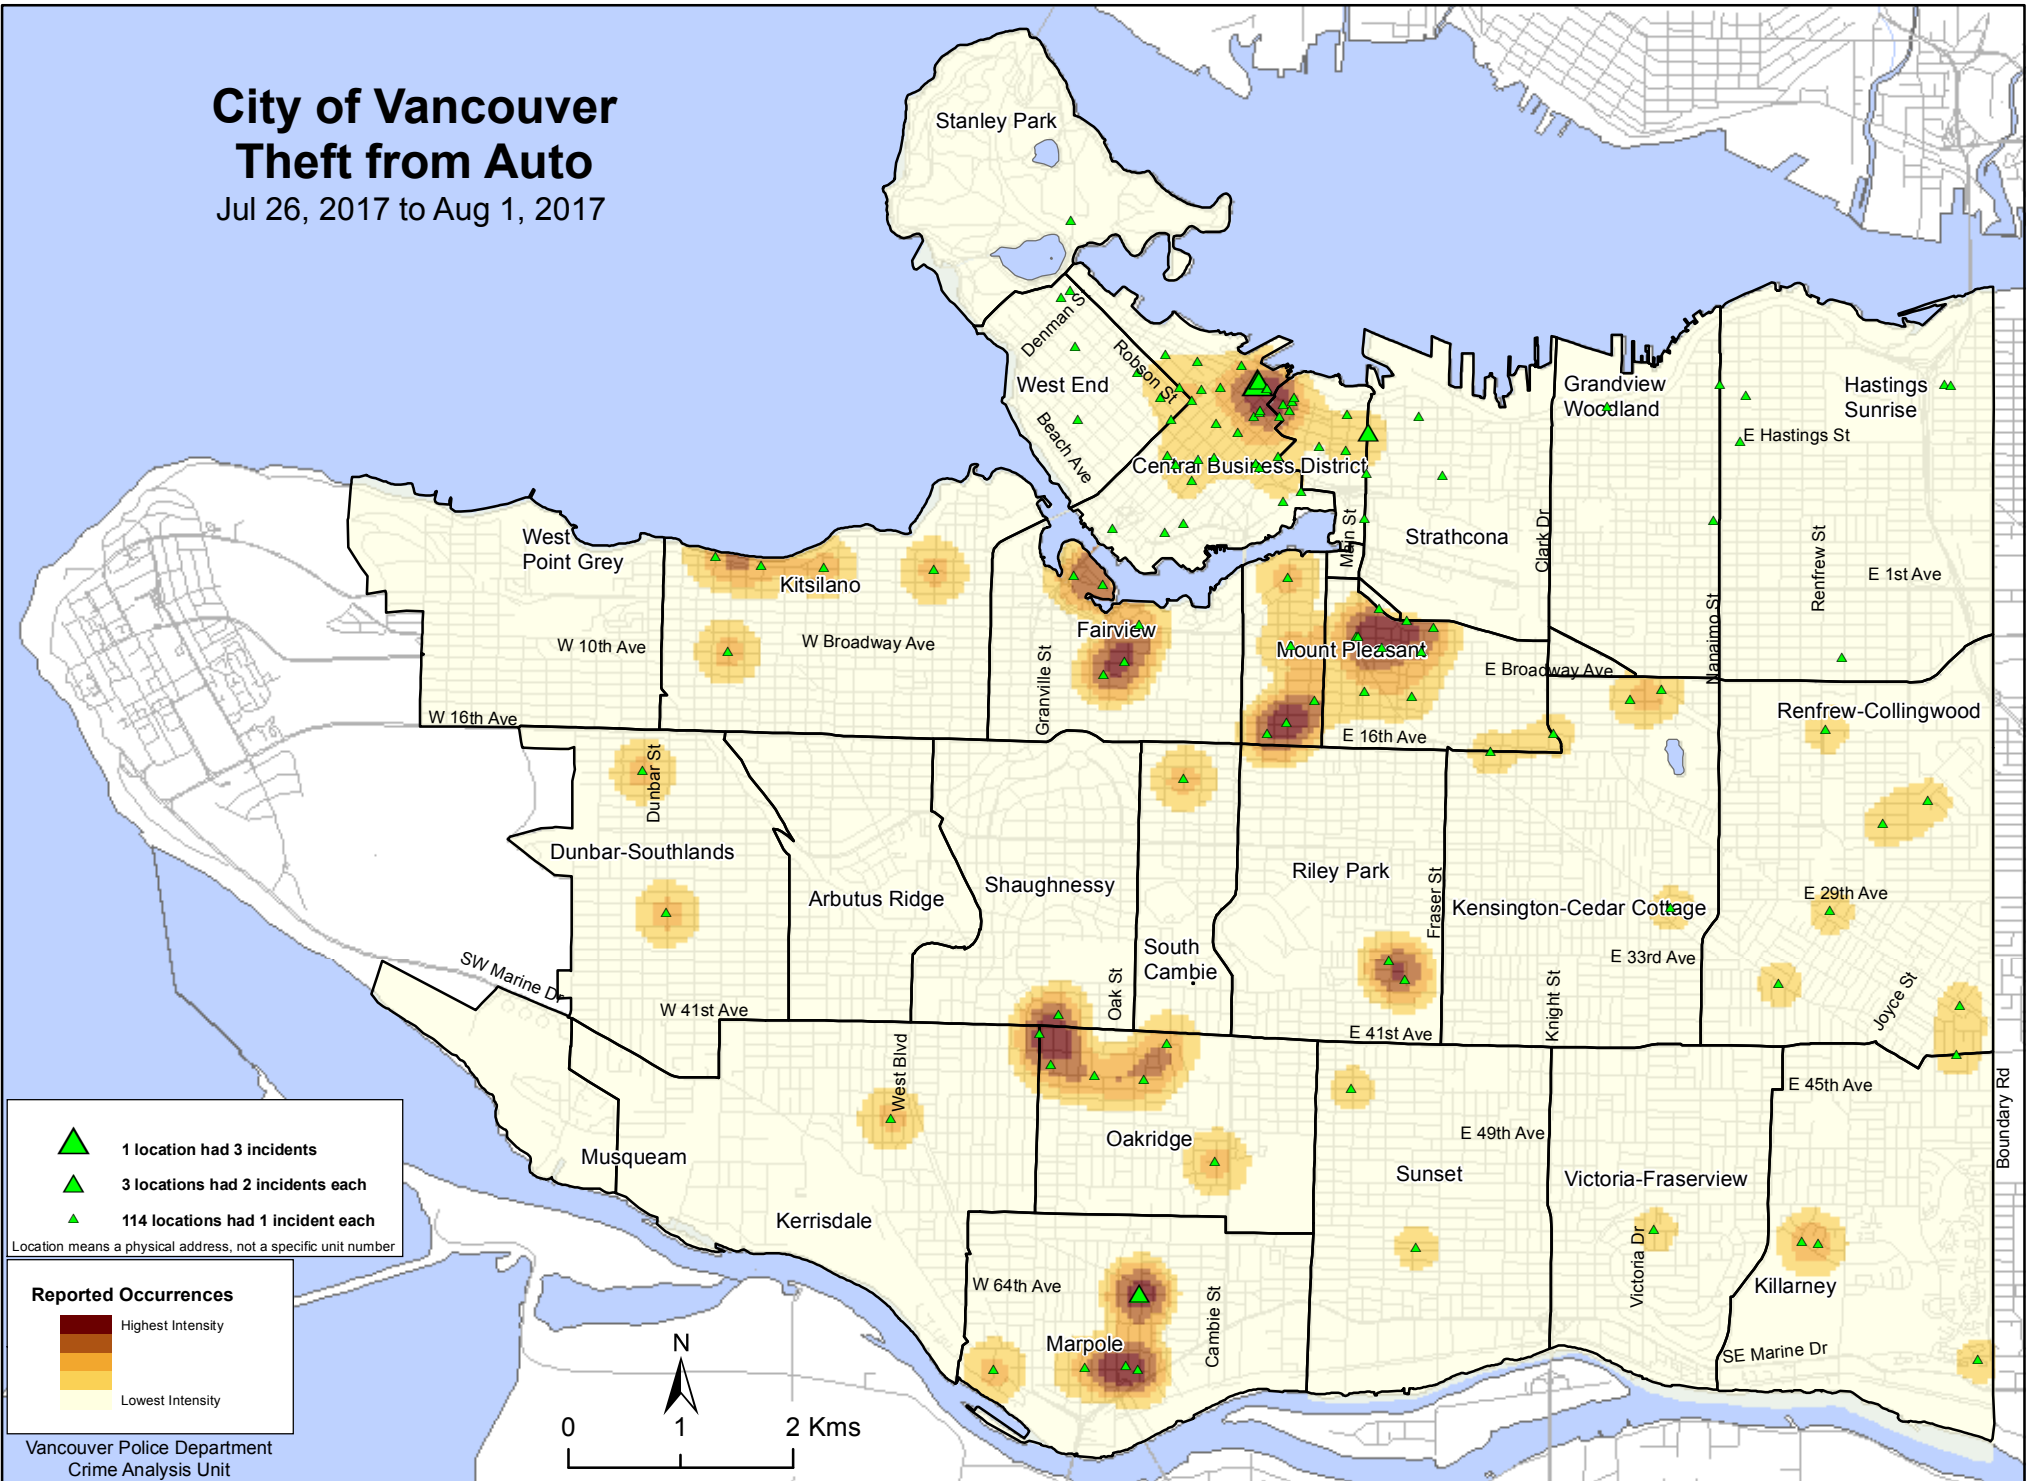 City of Vancouver
Theft from Auto
Jul 26, 2017 to Aug 1, 2017
Stanley Park
Denman S
Robson St
West End
Beach Ave
Central Business District
Grandview
Woodland
Hastings
Sunrise
E Hastings St
Main St
Strathcona
Clark Dr
Nanaimo St
Renfrew St
E 1st Ave
West
Point Grey
Kitsilano
W 10th Ave
W Broadway Ave
Granville St
Fairview
Mount Pleasant
E Broadway Ave
W 16th Ave
E 16th Ave
Renfrew-Collingwood
Dunbar St
Dunbar-Southlands
Arbutus Ridge
Shaughnessy
South
Cambie
Riley Park
Fraser St
Kensington-Cedar Cottage
E 29th Ave
E 33rd Ave
SW Marine Dr
W 41st Ave
Oak St
Knight St
E 41st Ave
Joyce St
West Blvd
E 45th Ave
Boundary Rd
Musqueam
Oakridge
E 49th Ave
Sunset
Victoria-Fraserview
Kerrisdale
Victoria Dr
Killarney
W 64th Ave
Marpole
Cambie St
SE Marine Dr
1 location had 3 incidents
3 locations had 2 incidents each
114 locations had 1 incident each
Location means a physical address, not a specific unit number
Reported Occurrences
Highest Intensity
Lowest Intensity
N
0 1 2 Kms
Vancouver Police Department
Crime Analysis Unit